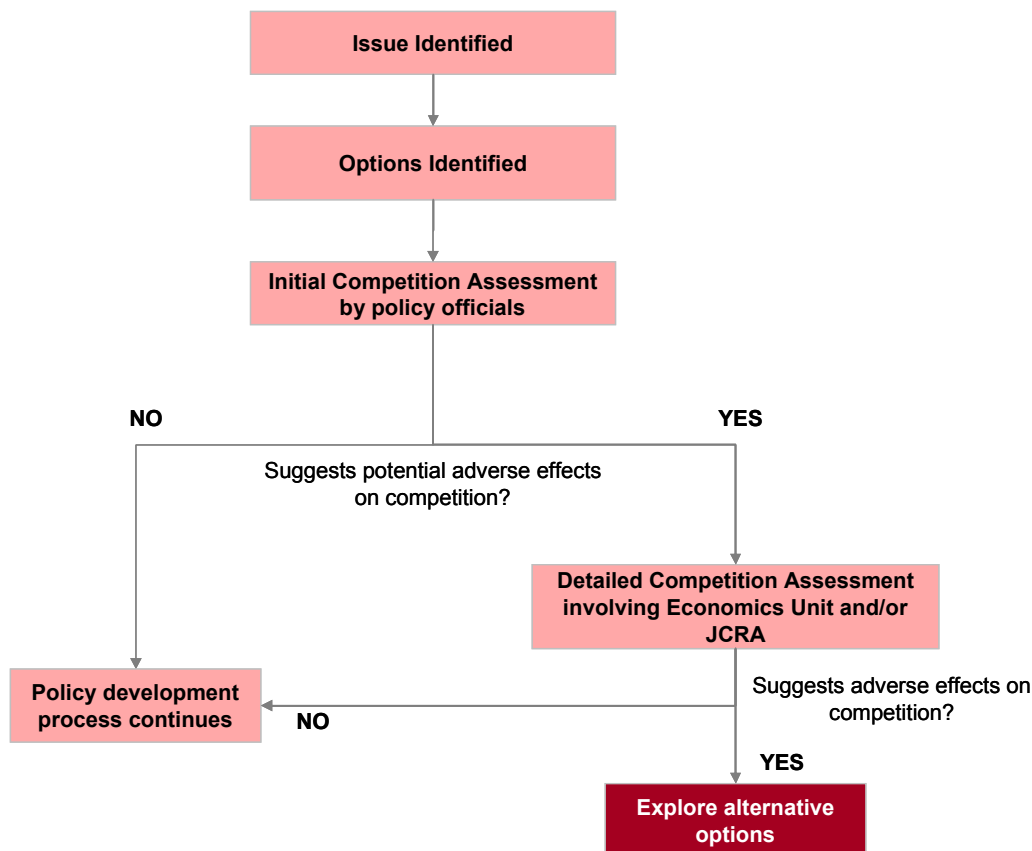 Issue Identified
Options Identified
Initial Competition Assessment
by policy officials
NO
YES
Suggests potential adverse effects
on competition?
Detailed Competition Assessment
involving Economics Unit and/or
JCRA
Policy development
process continues
NO
Suggests adverse effects on
competition?
YES
Explore alternative
options